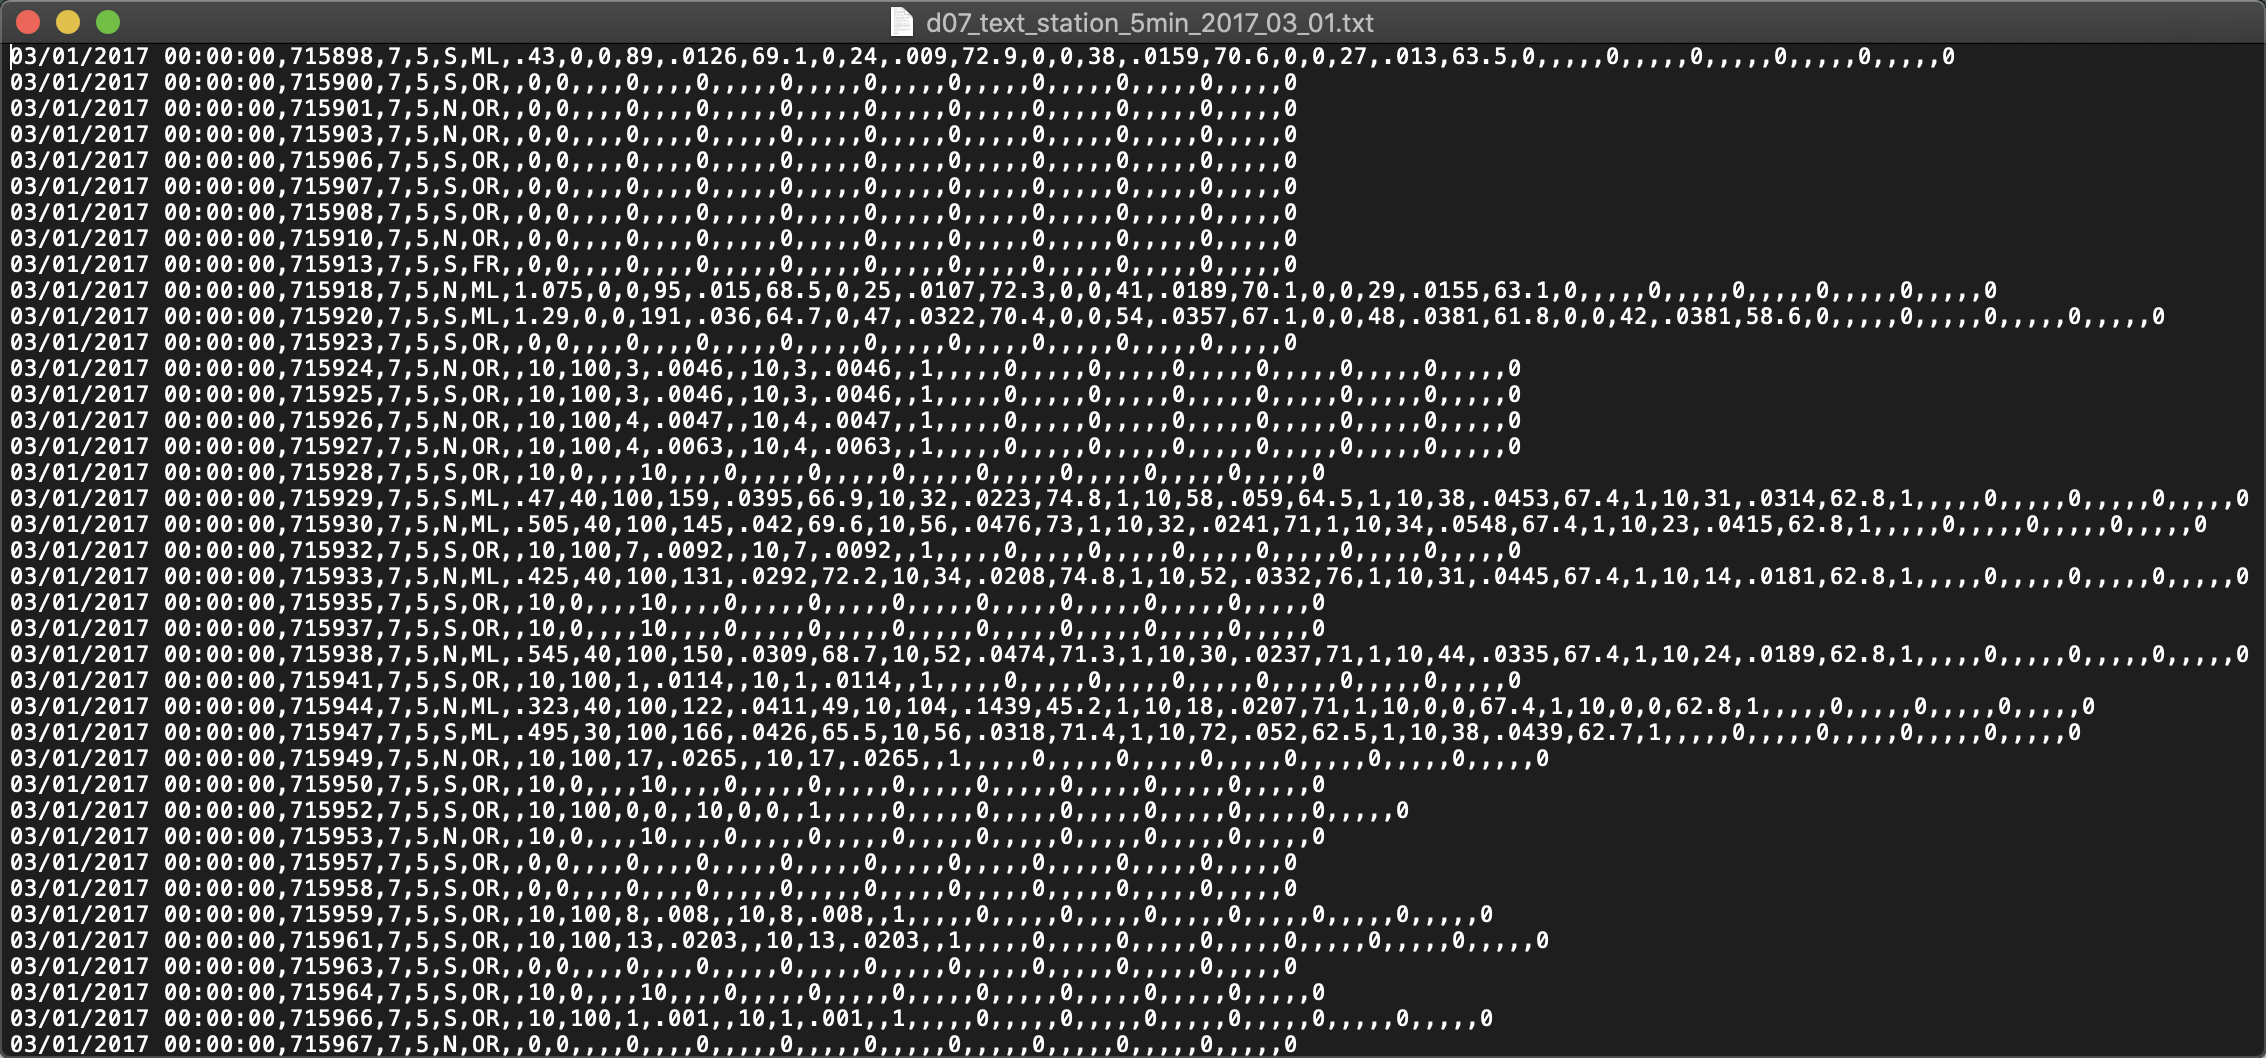 d07_text_station_5min_2017_03_01.txt
03/01/2017 00:00:00,715898,7,5,S,ML,.43,0,0,89,.0126,69.1,0,24,.009,72.9,0,0,38,.0159,70.6,0,0,27,.013,63.5,0,,,,,0,,,,,0,,,,,0,,,,,0,,,,,0
03/01/2017 00:00:00,715900,7,5,S,OR,,0,0,,,,0,,,,0,,,,,0,,,,,0,,,,,0,,,,,0,,,,,0,,,,,0,,,,,0
03/01/2017 00:00:00,715901,7,5,N,OR,,0,0,,,,0,,,,0,,,,,0,,,,,0,,,,,0,,,,,0,,,,,0,,,,,0,,,,,0
03/01/2017 00:00:00,715903,7,5,N,OR,,0,0,,,,0,,,,0,,,,,0,,,,,0,,,,,0,,,,,0,,,,,0,,,,,0,,,,,0
03/01/2017 00:00:00,715906,7,5,S,OR,,0,0,,,,0,,,,0,,,,,0,,,,,0,,,,,0,,,,,0,,,,,0,,,,,0,,,,,0
03/01/2017 00:00:00,715907,7,5,S,OR,,0,0,,,,0,,,,0,,,,,0,,,,,0,,,,,0,,,,,0,,,,,0,,,,,0,,,,,0
03/01/2017 00:00:00,715908,7,5,S,OR,,0,0,,,,0,,,,0,,,,,0,,,,,0,,,,,0,,,,,0,,,,,0,,,,,0,,,,,0
03/01/2017 00:00:00,715910,7,5,N,OR,,0,0,,,,0,,,,0,,,,,0,,,,,0,,,,,0,,,,,0,,,,,0,,,,,0,,,,,0
03/01/2017 00:00:00,715913,7,5,S,FR,,0,0,,,,0,,,,0,,,,,0,,,,,0,,,,,0,,,,,0,,,,,0,,,,,0,,,,,0
03/01/2017 00:00:00,715918,7,5,N,ML,1.075,0,0,95,.015,68.5,0,25,.0107,72.3,0,0,41,.0189,70.1,0,0,29,.0155,63.1,0,,,,,0,,,,,0,,,,,0,,,,,0,,,,,0
03/01/2017 00:00:00,715920,7,5,S,ML,1.29,0,0,191,.036,64.7,0,47,.0322,70.4,0,0,54,.0357,67.1,0,0,48,.0381,61.8,0,0,42,.0381,58.6,0,,,,,0,,,,,0,,,,,0,,,,,0
03/01/2017 00:00:00,715923,7,5,S,OR,,0,0,,,,0,,,,0,,,,,0,,,,,0,,,,,0,,,,,0,,,,,0,,,,,0,,,,,0
03/01/2017 00:00:00,715924,7,5,N,OR,,10,100,3,.0046,,10,3,.0046,,1,,,,,0,,,,,0,,,,,0,,,,,0,,,,,0,,,,,0,,,,,0
03/01/2017 00:00:00,715925,7,5,S,OR,,10,100,3,.0046,,10,3,.0046,,1,,,,,0,,,,,0,,,,,0,,,,,0,,,,,0,,,,,0,,,,,0
03/01/2017 00:00:00,715926,7,5,N,OR,,10,100,4,.0047,,10,4,.0047,,1,,,,,0,,,,,0,,,,,0,,,,,0,,,,,0,,,,,0,,,,,0
03/01/2017 00:00:00,715927,7,5,N,OR,,10,100,4,.0063,,10,4,.0063,,1,,,,,0,,,,,0,,,,,0,,,,,0,,,,,0,,,,,0,,,,,0
03/01/2017 00:00:00,715928,7,5,S,OR,,10,0,,,,10,,,,0,,,,,0,,,,,0,,,,,0,,,,,0,,,,,0,,,,,0,,,,,0
03/01/2017 00:00:00,715929,7,5,S,ML,.47,40,100,159,.0395,66.9,10,32,.0223,74.8,1,10,58,.059,64.5,1,10,38,.0453,67.4,1,10,31,.0314,62.8,1,,,,,0,,,,,0,,,,,0,,,,,0
03/01/2017 00:00:00,715930,7,5,N,ML,.505,40,100,145,.042,69.6,10,56,.0476,73,1,10,32,.0241,71,1,10,34,.0548,67.4,1,10,23,.0415,62.8,1,,,,,0,,,,,0,,,,,0,,,,,0
03/01/2017 00:00:00,715932,7,5,S,OR,,10,100,7,.0092,,10,7,.0092,,1,,,,,0,,,,,0,,,,,0,,,,,0,,,,,0,,,,,0,,,,,0
03/01/2017 00:00:00,715933,7,5,N,ML,.425,40,100,131,.0292,72.2,10,34,.0208,74.8,1,10,52,.0332,76,1,10,31,.0445,67.4,1,10,14,.0181,62.8,1,,,,,0,,,,,0,,,,,0,,,,,0
03/01/2017 00:00:00,715935,7,5,S,OR,,10,0,,,,10,,,,0,,,,,0,,,,,0,,,,,0,,,,,0,,,,,0,,,,,0,,,,,0
03/01/2017 00:00:00,715937,7,5,S,OR,,10,0,,,,10,,,,0,,,,,0,,,,,0,,,,,0,,,,,0,,,,,0,,,,,0,,,,,0
03/01/2017 00:00:00,715938,7,5,N,ML,.545,40,100,150,.0309,68.7,10,52,.0474,71.3,1,10,30,.0237,71,1,10,44,.0335,67.4,1,10,24,.0189,62.8,1,,,,,0,,,,,0,,,,,0,,,,,0
03/01/2017 00:00:00,715941,7,5,S,OR,,10,100,1,.0114,,10,1,.0114,,1,,,,,0,,,,,0,,,,,0,,,,,0,,,,,0,,,,,0,,,,,0
03/01/2017 00:00:00,715944,7,5,N,ML,.323,40,100,122,.0411,49,10,104,.1439,45.2,1,10,18,.0207,71,1,10,0,0,67.4,1,10,0,0,62.8,1,,,,,0,,,,,0,,,,,0,,,,,0
03/01/2017 00:00:00,715947,7,5,S,ML,.495,30,100,166,.0426,65.5,10,56,.0318,71.4,1,10,72,.052,62.5,1,10,38,.0439,62.7,1,,,,,0,,,,,0,,,,,0,,,,,0,,,,,0
03/01/2017 00:00:00,715949,7,5,N,OR,,10,100,17,.0265,,10,17,.0265,,1,,,,,0,,,,,0,,,,,0,,,,,0,,,,,0,,,,,0,,,,,0
03/01/2017 00:00:00,715950,7,5,S,OR,,10,0,,,,10,,,,0,,,,,0,,,,,0,,,,,0,,,,,0,,,,,0,,,,,0,,,,,0
03/01/2017 00:00:00,715952,7,5,S,OR,,10,100,0,0,,10,0,0,,1,,,,,0,,,,,0,,,,,0,,,,,0,,,,,0,,,,,0,,,,,0
03/01/2017 00:00:00,715953,7,5,N,OR,,10,0,,,,10,,,,0,,,,,0,,,,,0,,,,,0,,,,,0,,,,,0,,,,,0,,,,,0
03/01/2017 00:00:00,715957,7,5,S,OR,,0,0,,,,0,,,,0,,,,,0,,,,,0,,,,,0,,,,,0,,,,,0,,,,,0,,,,,0
03/01/2017 00:00:00,715958,7,5,S,OR,,0,0,,,,0,,,,0,,,,,0,,,,,0,,,,,0,,,,,0,,,,,0,,,,,0,,,,,0
03/01/2017 00:00:00,715959,7,5,S,OR,,10,100,8,.008,,10,8,.008,,1,,,,,0,,,,,0,,,,,0,,,,,0,,,,,0,,,,,0,,,,,0
03/01/2017 00:00:00,715961,7,5,S,OR,,10,100,13,.0203,,10,13,.0203,,1,,,,,0,,,,,0,,,,,0,,,,,0,,,,,0,,,,,0,,,,,0
03/01/2017 00:00:00,715963,7,5,S,OR,,0,0,,,,0,,,,0,,,,,0,,,,,0,,,,,0,,,,,0,,,,,0,,,,,0,,,,,0
03/01/2017 00:00:00,715964,7,5,S,OR,,10,0,,,,10,,,,0,,,,,0,,,,,0,,,,,0,,,,,0,,,,,0,,,,,0,,,,,0
03/01/2017 00:00:00,715966,7,5,S,OR,,10,100,1,.001,,10,1,.001,,1,,,,,0,,,,,0,,,,,0,,,,,0,,,,,0,,,,,0,,,,,0
03/01/2017 00:00:00,715967,7,5,N,OR,,0,0,,,,0,,,,0,,,,,0,,,,,0,,,,,0,,,,,0,,,,,0,,,,,0,,,,,0